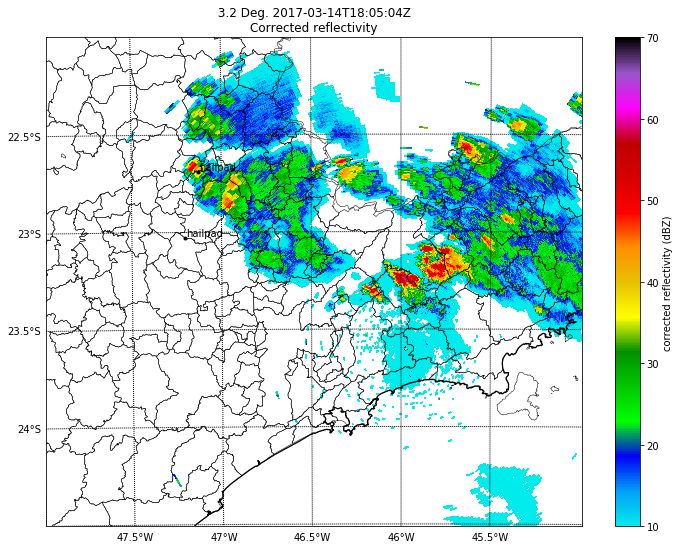 3.2 Deg. 2017-03-14T18:05:04Z
Corrected reflectivity
70
60
50
40
30
20
10
corrected reflectivity (dBZ)
22.5°S
23°S
23.5°S
24°S
hailpad
hailpad
47.5°W
47°W
46.5°W
46°W
45.5°W